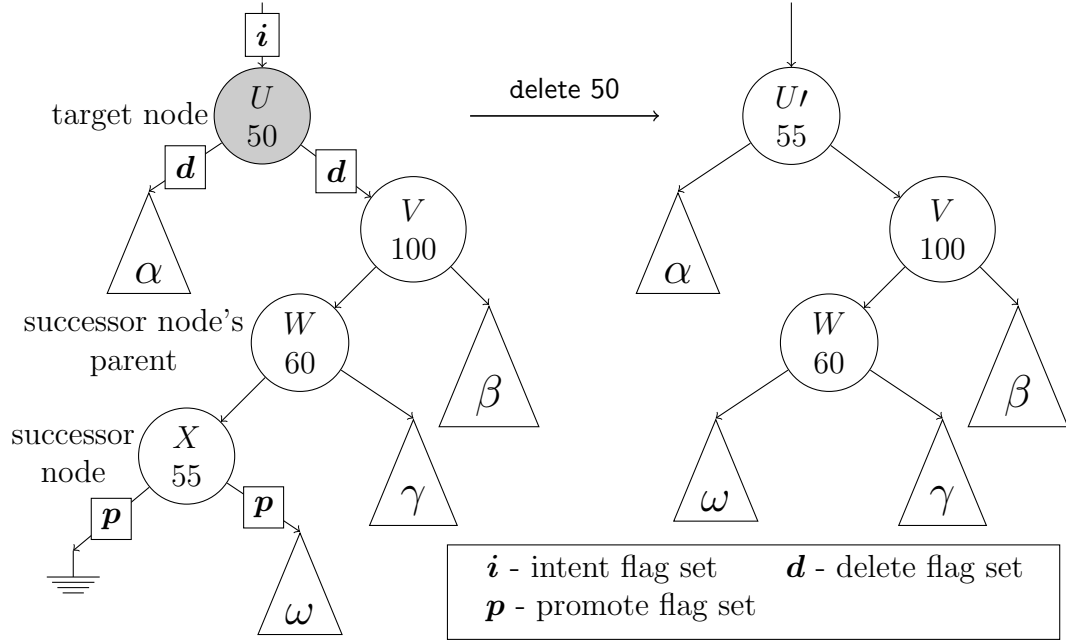 i
U
50
target node
d
d
V
100
α
successor node's
parent
W
60
β
successor
node
X
55
γ
p
p
ω
delete 50
U′
55
V
100
α
W
60
β
ω
γ
i - intent flag set
d - delete flag set
p - promote flag set